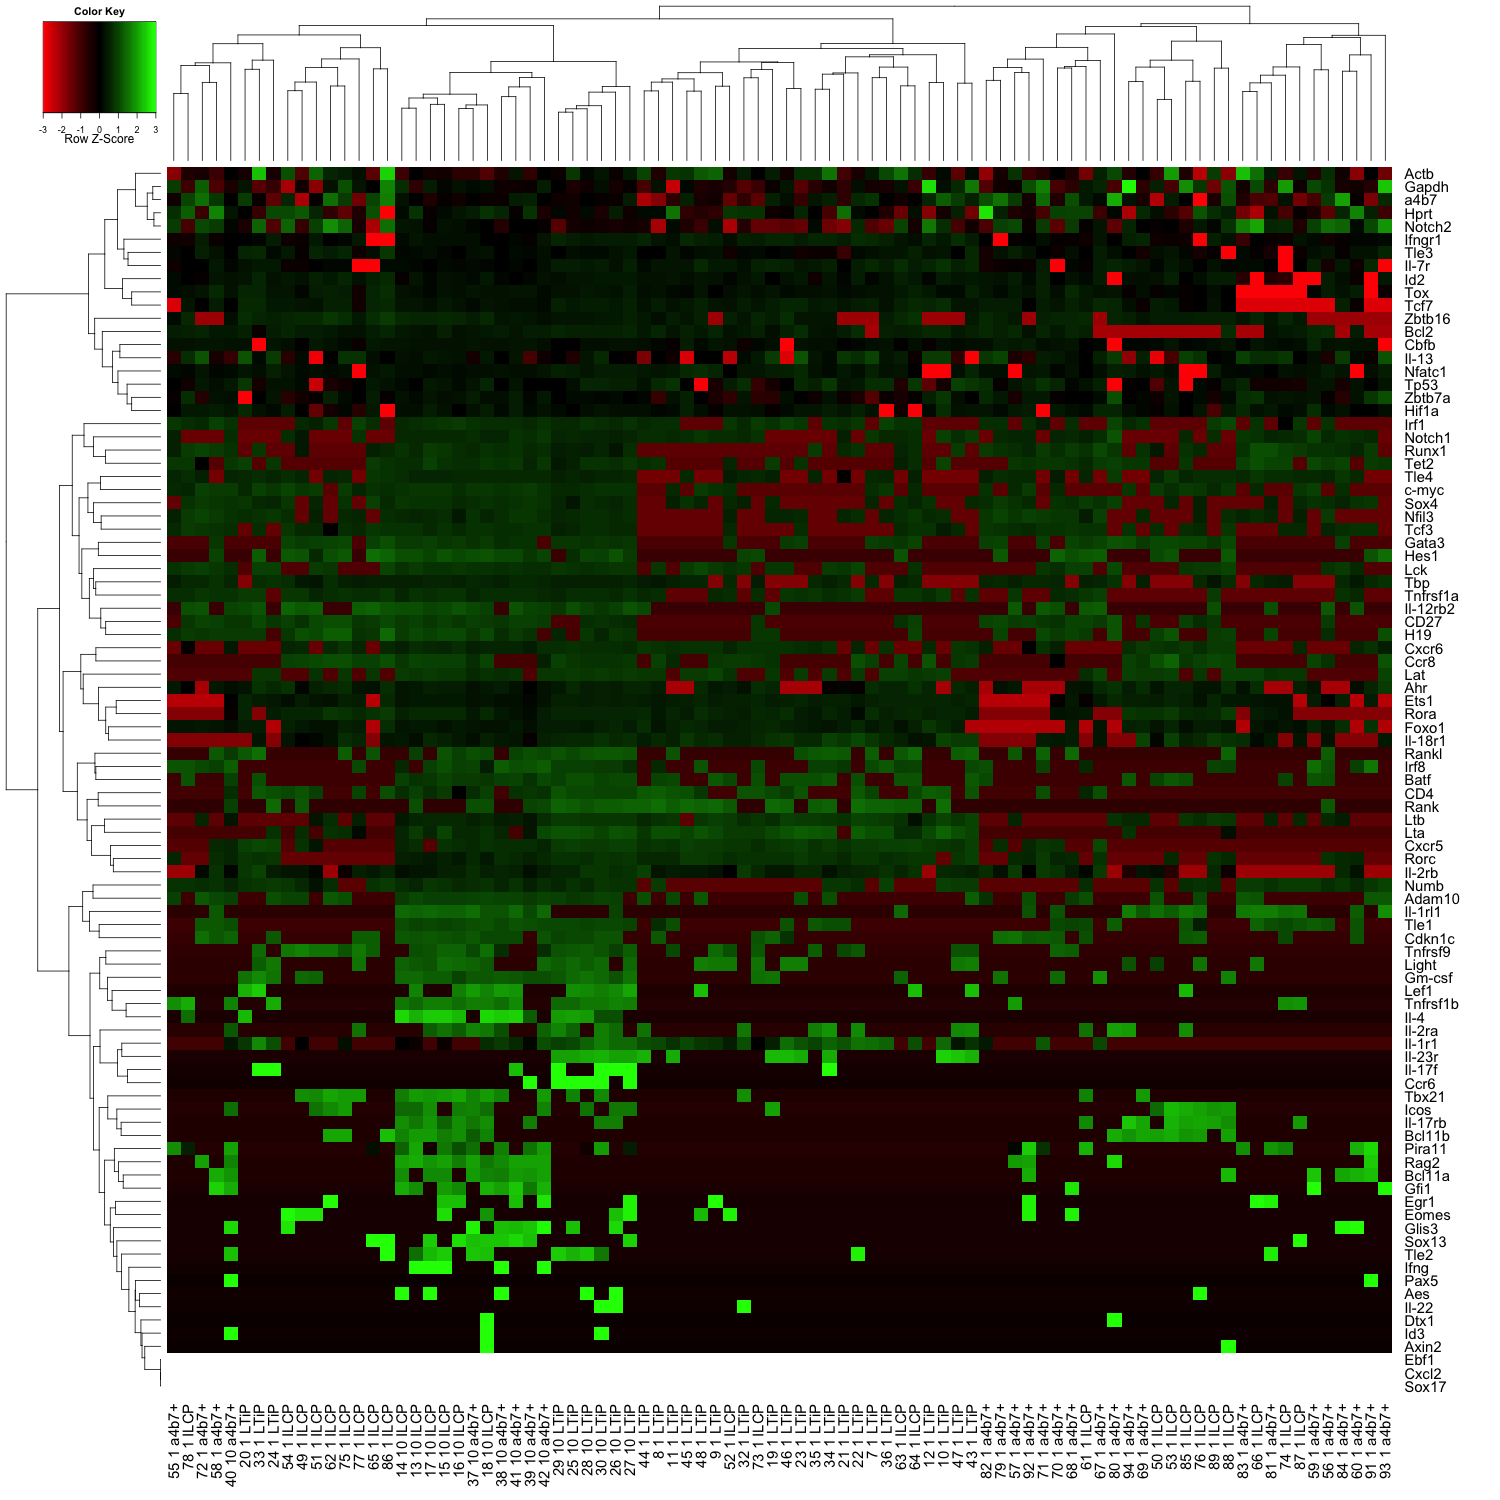 Color Key
-3 -2 -1 0 1 2 3
Row Z-Score
Actb
Gapdh
a4b7
Hprt
Notch2
Ifngr1
Tle3
Il-7r
Id2
Tox
Tcf7
Zbtb16
Bcl2
Cbfb
Il-13
Nfatc1
Tp53
Zbtb7a
Hif1a
Irf1
Notch1
Runx1
Tet2
Tle4
c-myc
Sox4
Nfil3
Tcf3
Gata3
Hes1
Lck
Tbp
Tnfrsf1a
Il-12rb2
CD27
H19
Cxcr6
Ccr8
Lat
Ahr
Ets1
Rora
Foxo1
Il-18r1
Rankl
Irf8
Batf
CD4
Rank
Ltb
Lta
Cxcr5
Rorc
Il-2rb
Numb
Adam10
Il-1rl1
Tle1
Cdkn1c
Tnfrsf9
Light
Gm-csf
Lef1
Tnfrsf1b
Il-4
Il-2ra
Il-1r1
Il-23r
Il-17f
Ccr6
Tbx21
Icos
Il-17rb
Bcl11b
Pira11
Rag2
Bcl11a
Gfi1
Egr1
Eomes
Glis3
Sox13
Tle2
Ifng
Pax5
Aes
Il-22
Dtx1
Id3
Axin2
Ebf1
Cxcl2
Sox17
55 1 a4b7+
78 1 ILCP
72 1 a4b7+
58 1 a4b7+
40 10 a4b7+
20 1 LTiP
33 1 LTiP
24 1 LTiP
54 1 ILCP
49 1 ILCP
51 1 ILCP
62 1 ILCP
75 1 ILCP
77 1 ILCP
65 1 ILCP
86 1 ILCP
14 10 ILCP
13 10 ILCP
17 10 ILCP
15 10 ILCP
16 10 ILCP
37 10 a4b7+
18 10 ILCP
38 10 a4b7+
41 10 a4b7+
39 10 a4b7+
42 10 a4b7+
29 10 LTiP
25 10 LTiP
28 10 LTiP
30 10 LTiP
26 10 LTiP
27 10 LTiP
44 1 LTiP
8 1 LTiP
11 1 LTiP
45 1 LTiP
48 1 LTiP
9 1 LTiP
52 1 ILCP
32 1 LTiP
73 1 ILCP
19 1 LTiP
46 1 LTiP
23 1 LTiP
35 1 LTiP
34 1 LTiP
21 1 LTiP
22 1 LTiP
7 1 LTiP
36 1 LTiP
63 1 ILCP
64 1 ILCP
12 1 LTiP
10 1 LTiP
47 1 LTiP
43 1 LTiP
82 1 a4b7+
79 1 a4b7+
57 1 a4b7+
92 1 a4b7+
71 1 a4b7+
70 1 a4b7+
68 1 a4b7+
61 1 ILCP
67 1 a4b7+
80 1 a4b7+
94 1 a4b7+
69 1 a4b7+
50 1 ILCP
53 1 ILCP
85 1 ILCP
76 1 ILCP
89 1 ILCP
88 1 ILCP
83 1 a4b7+
66 1 ILCP
81 1 a4b7+
74 1 ILCP
87 1 ILCP
59 1 a4b7+
56 1 a4b7+
84 1 a4b7+
60 1 a4b7+
91 1 a4b7+
93 1 a4b7+